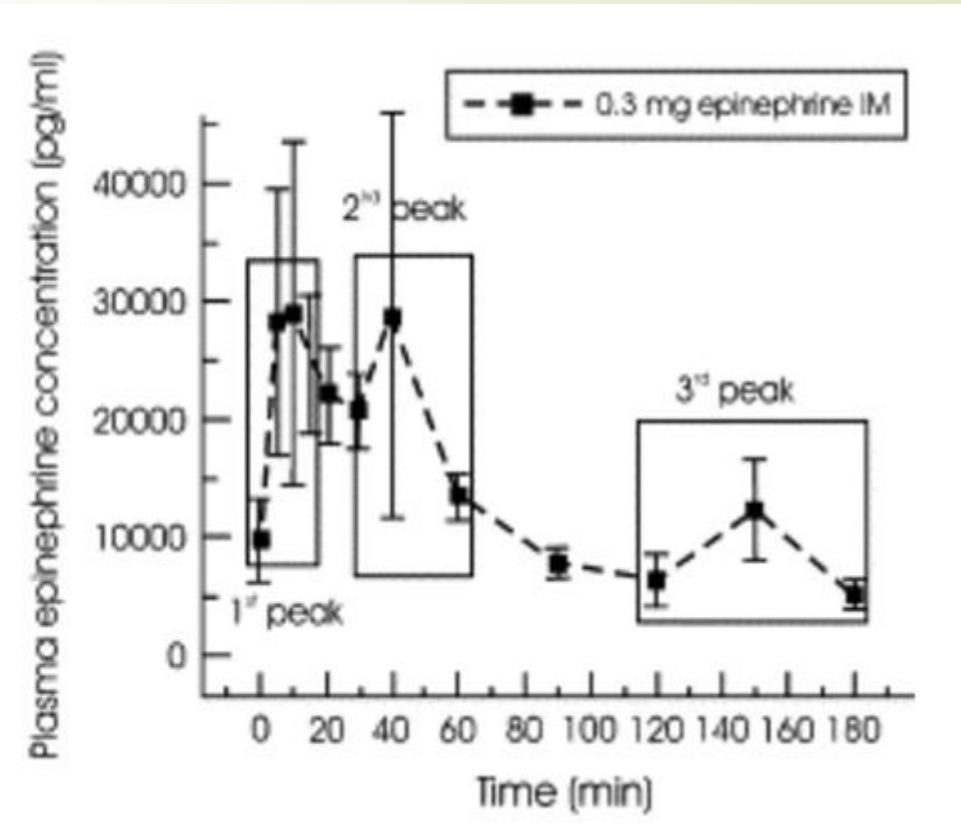 Plasma epinephrine concentration (pg/ml)
0.3 mg epinephrine IM
40000
30000
20000
10000
0
2nd peak
3rd peak
1st peak
0 20 40 60 80 100 120 140 160 180
Time (min)